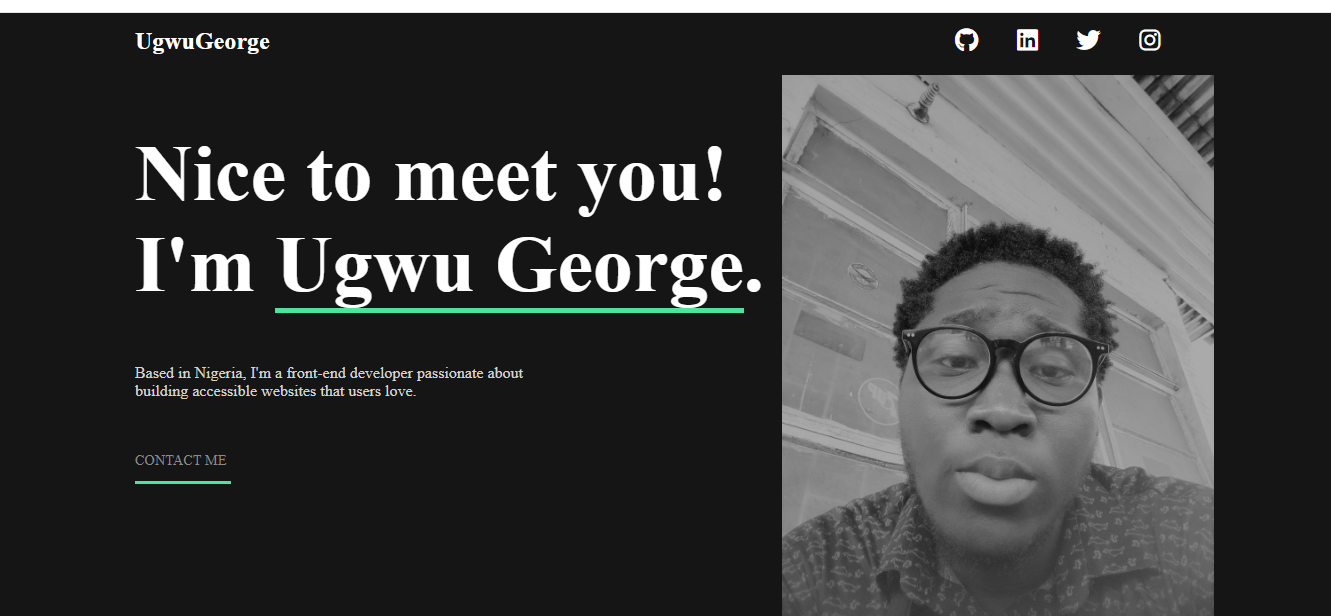 UgwuGeorge
Nice to meet you!
I'm Ugwu George.
Based in Nigeria, I'm a front-end developer passionate about
building accessible websites that users love.
CONTACT ME